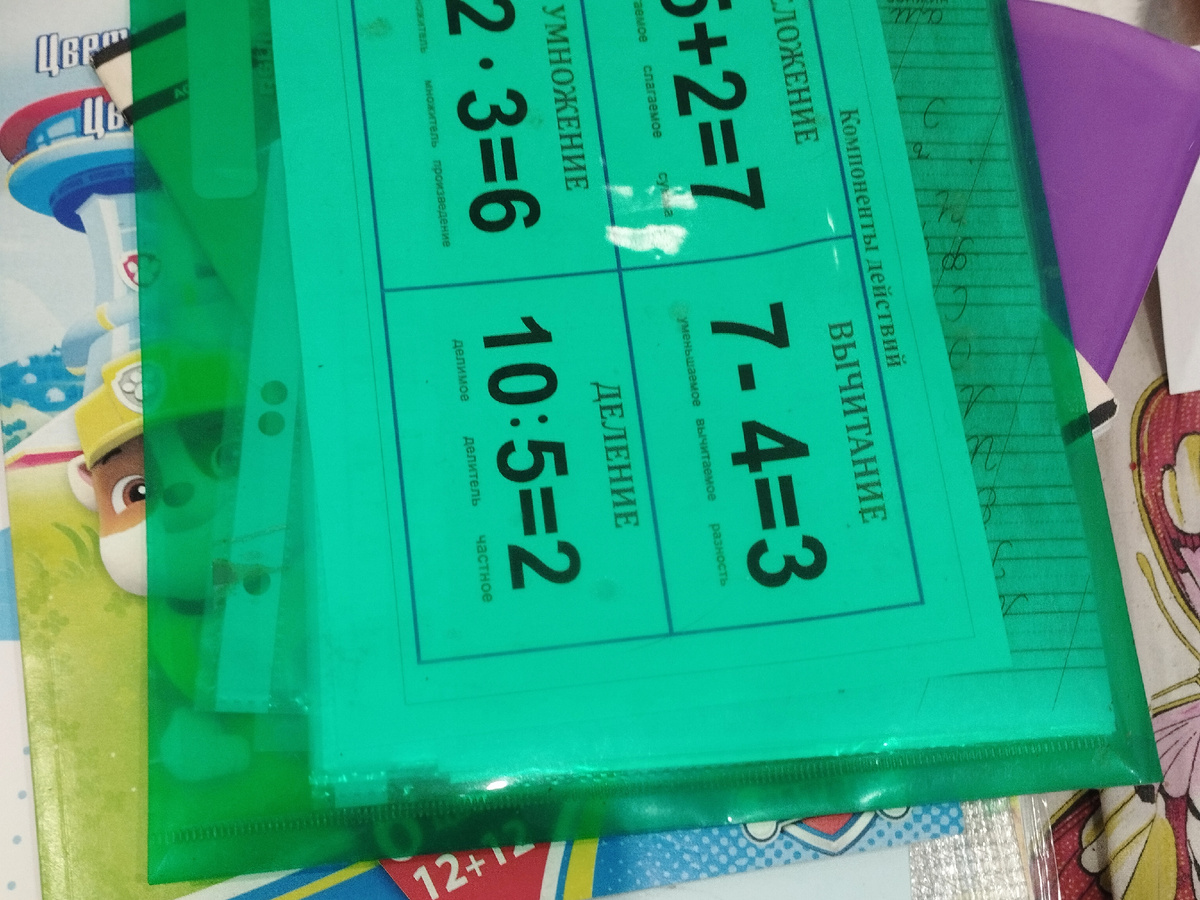 Компоненты действий
СЛОЖЕНИЕ
5+2=7
слагаемое сумма
ВЫЧИТАНИЕ
7 - 4=3
уменьшаемое вычитаемое разность
УМНОЖЕНИЕ
2 · 3=6
множитель множитель произведение
ДЕЛЕНИЕ
10:5=2
делимое делитель частное
12+12